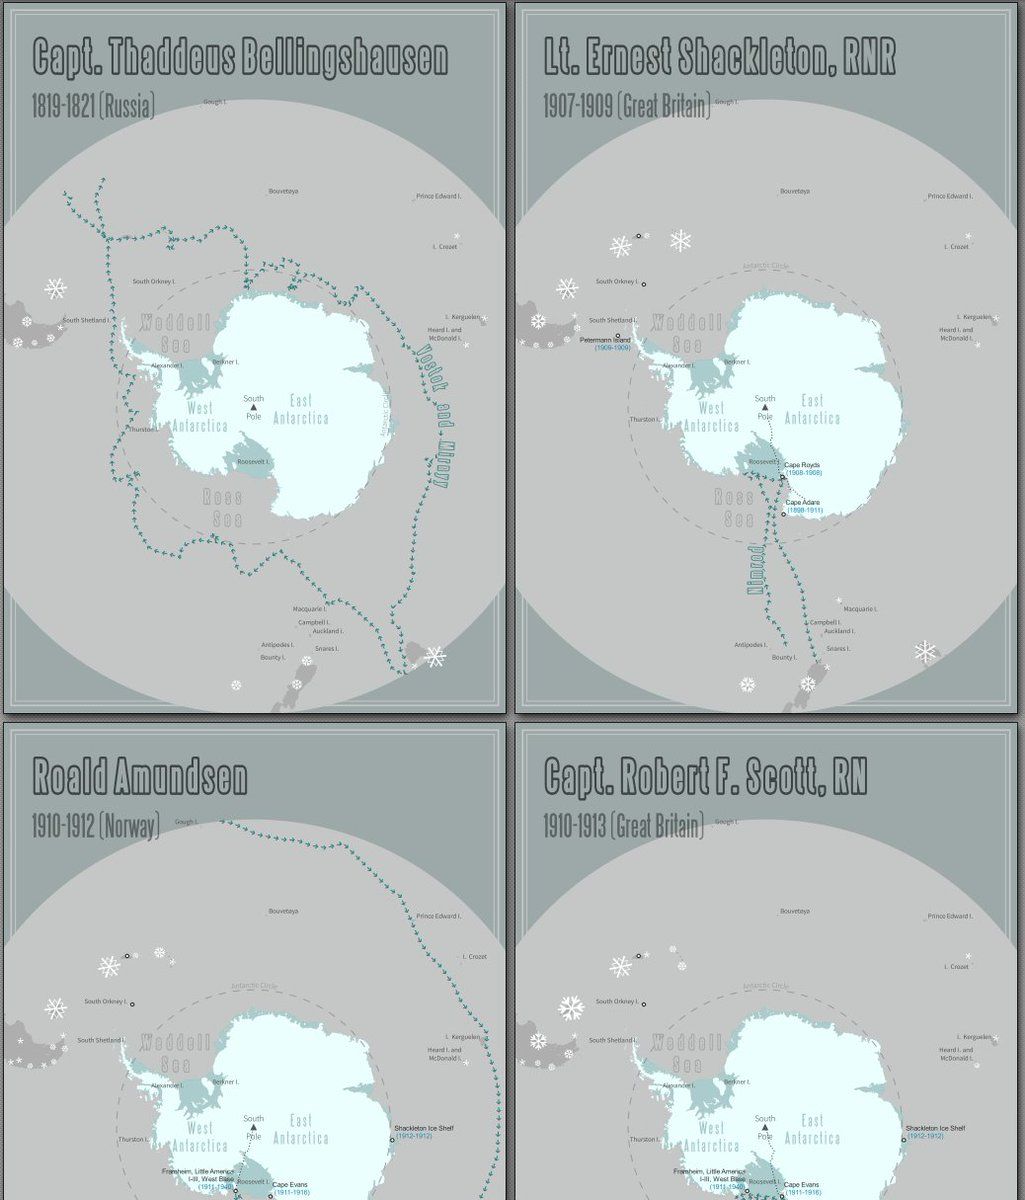 Capt. Thaddeus Bellingshausen
1819-1821 (Russia)
Gough I.
Bouvetøya
Prince Edward I.
I. Crozet
South Orkney I.
South Shetland I.
Weddell
Sea
I. Kerguelen
Heard I. and
McDonald I.
Alexander I.
Berkner I.
Vostok and Mirnyy
South
Pole
West
Antarctica
East
Antarctica
Antarctic Circle
Thurston I.
Roosevelt I.
Ross
Sea
Macquarie I.
Campbell I.
Auckland I.
Antipodes I.
Snares I.
Bounty I.
Lt. Ernest Shackleton, RNR
1907-1909 (Great Britain)
Gough I.
Bouvetøya
Prince Edward I.
I. Crozet
Antarctic Circle
South Orkney I.
South Shetland I.
Weddell
Sea
I. Kerguelen
Heard I. and
McDonald I.
Petermann Island
(1909-1909)
Alexander I.
Berkner I.
South
Pole
West
Antarctica
East
Antarctica
Thurston I.
Roosevelt I.
Cape Royds
(1908-1908)
Ross
Sea
Cape Adare
(1898-1911)
Nimrod
Macquarie I.
Campbell I.
Auckland I.
Antipodes I.
Snares I.
Bounty I.
Roald Amundsen
1910-1912 (Norway)
Gough I.
Bouvetøya
Prince Edward I.
I. Crozet
Antarctic Circle
South Orkney I.
South Shetland I.
Weddell
Sea
I. Kerguelen
Heard I. and
McDonald I.
Alexander I.
Berkner I.
South
Pole
West
Antarctica
East
Antarctica
Shackleton Ice Shelf
(1912-1912)
Thurston I.
Framheim, Little America
I-III, West Base
(1911-1940)
Roosevelt I.
Cape Evans
(1911-1916)
Capt. Robert F. Scott, RN
1910-1913 (Great Britain)
Gough I.
Bouvetøya
Prince Edward I.
I. Crozet
Antarctic Circle
South Orkney I.
South Shetland I.
Weddell
Sea
I. Kerguelen
Heard I. and
McDonald I.
Alexander I.
Berkner I.
South
Pole
West
Antarctica
East
Antarctica
Shackleton Ice Shelf
(1912-1912)
Thurston I.
Framheim, Little America
I-III, West Base
(1911-1940)
Roosevelt I.
Cape Evans
(1911-1916)